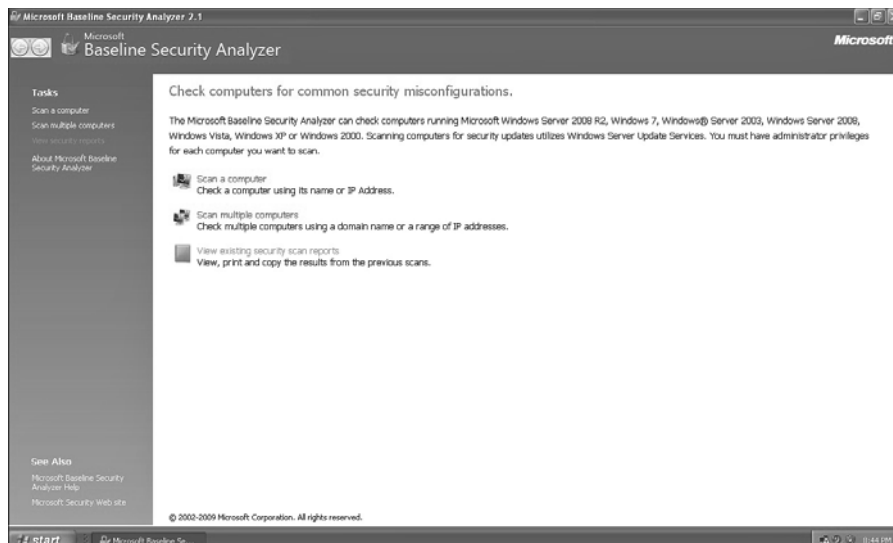 Microsoft Baseline Security Analyzer 2.1
Microsoft
Baseline Security Analyzer
Microsoft
Tasks
Scan a computer
Scan multiple computers
View security reports
About Microsoft Baseline
Security Analyzer
Check computers for common security misconfigurations.
The Microsoft Baseline Security Analyzer can check computers running Microsoft Windows Server 2008 R2, Windows 7, Windows® Server 2003, Windows Server 2008,
Windows Vista, Windows XP or Windows 2000. Scanning computers for security updates utilizes Windows Server Update Services. You must have administrator privileges
for each computer you want to scan.
Scan a computer
Check a computer using its name or IP Address.
Scan multiple computers
Check multiple computers using a domain name or a range of IP addresses.
View existing security scan reports
View, print and copy the results from the previous scans.
See Also
Microsoft Baseline Security
Analyzer Help
Microsoft Security Web site
© 2002-2009 Microsoft Corporation. All rights reserved.
start
Microsoft Baseline Se...
8:44 PM